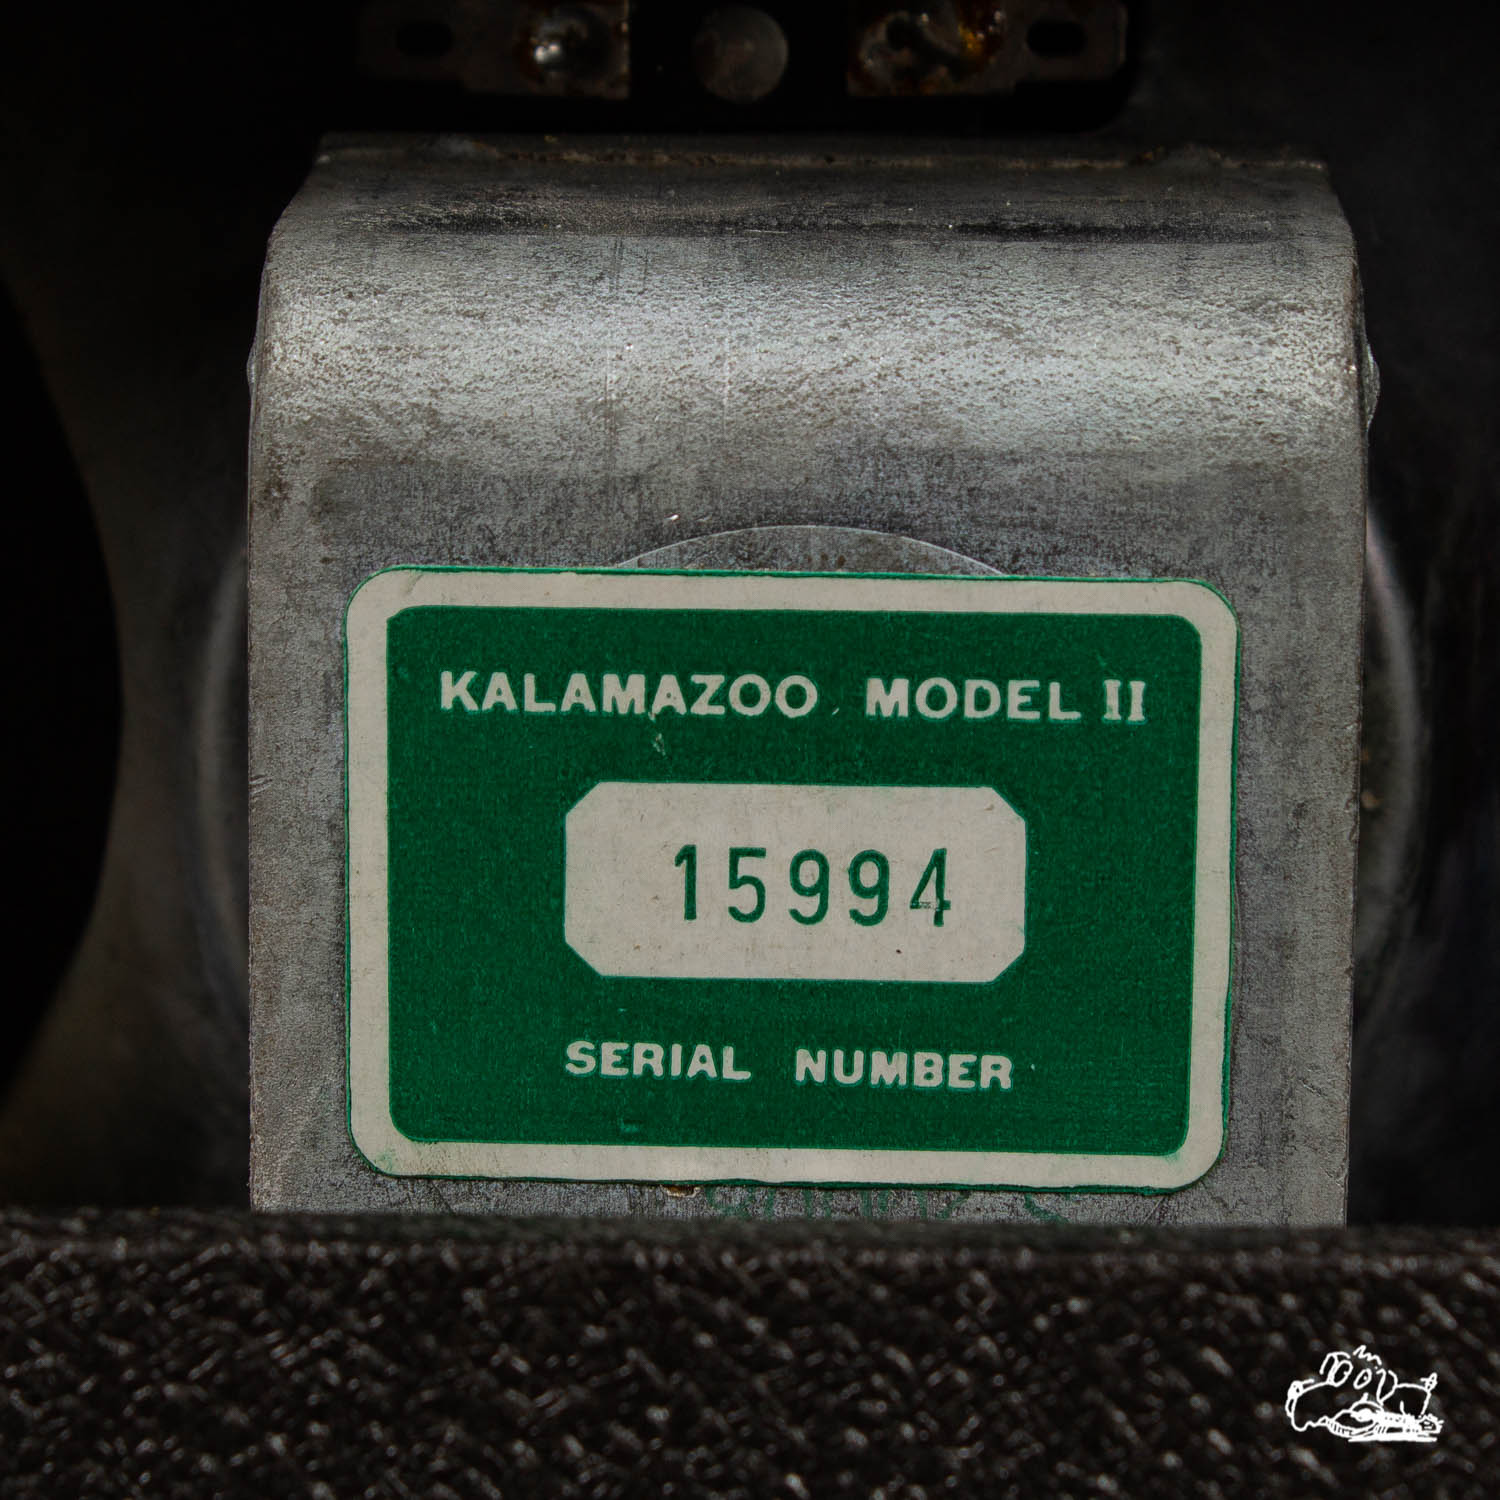 KALAMAZOO MODEL II
15994
SERIAL NUMBER